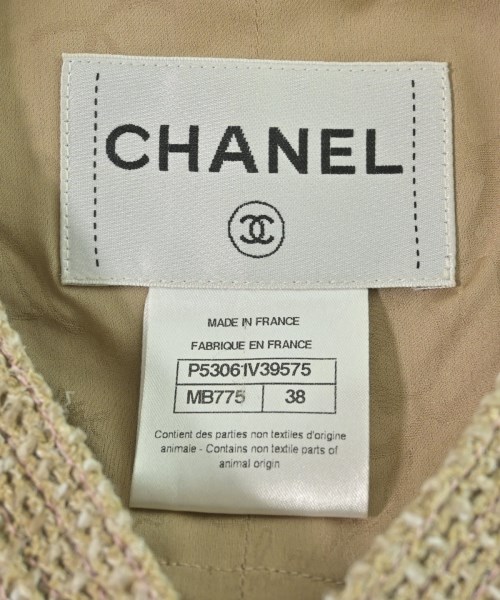 CHANEL
MADE IN FRANCE
FABRIQUE EN FRANCE
P53061V39575
MB775 38
Contient des parties non textiles d'origine
animale - Contains non textile parts of
animal origin